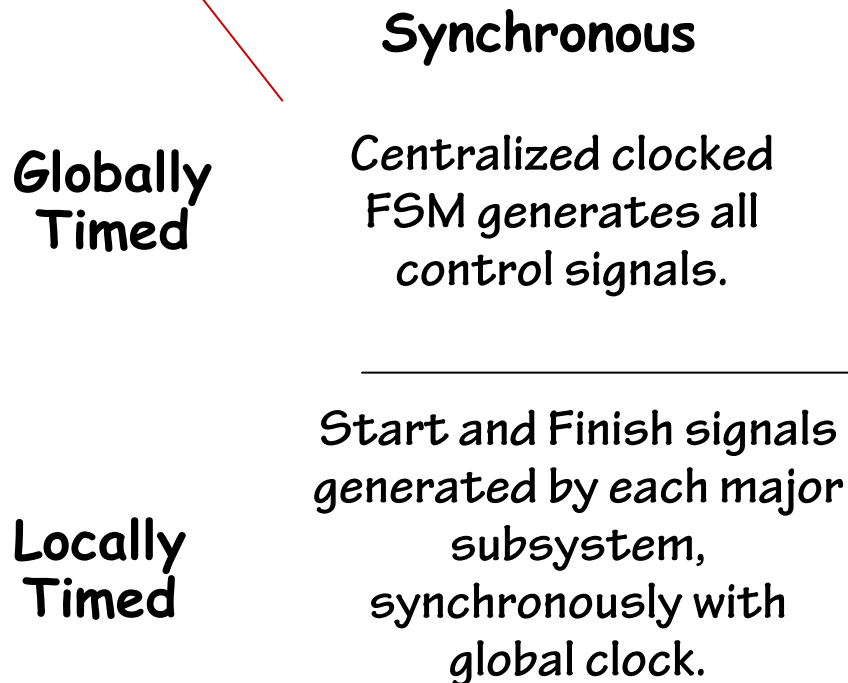 Synchronous
Globally
Timed
Centralized clocked
FSM generates all
control signals.
Locally
Timed
Start and Finish signals
generated by each major
subsystem,
synchronously with
global clock.